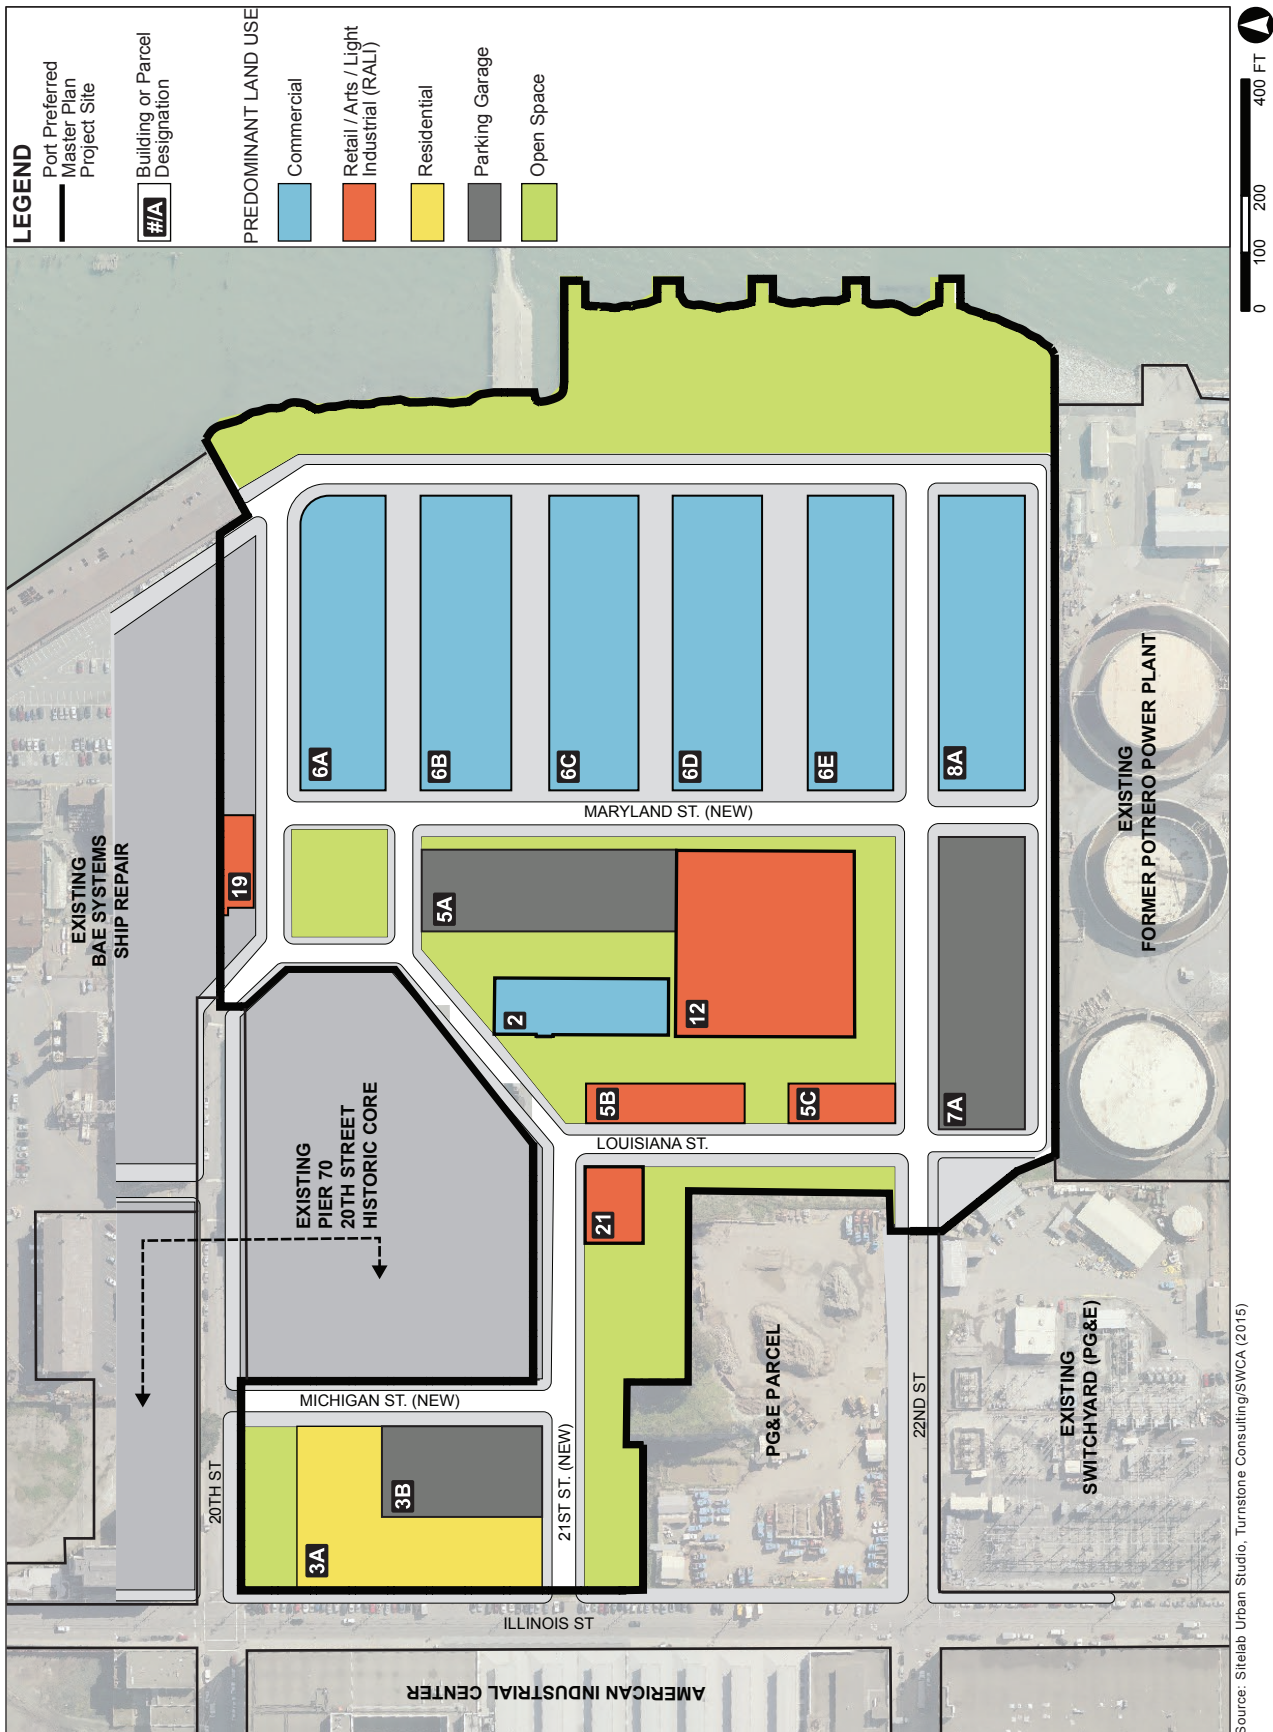 LEGEND
Port Preferred
Master Plan
Project Site
#/A
Building or Parcel
Designation
PREDOMINANT LAND USE
Commercial
Retail / Arts / Light
Industrial (RALI)
Residential
Parking Garage
Open Space
EXISTING
BAE SYSTEMS
SHIP REPAIR
19
6A
6B
6C
6D
6E
8A
MARYLAND ST. (NEW)
5A
2
12
5B
5C
7A
LOUISIANA ST.
EXISTING
PIER 70
20TH STREET
HISTORIC CORE
21
MICHIGAN ST. (NEW)
20TH ST
3A
3B
21ST ST. (NEW)
PG&E PARCEL
22ND ST
EXISTING
SWITCHYARD (PG&E)
EXISTING
FORMER POTRERO POWER PLANT
ILLINOIS ST
AMERICAN INDUSTRIAL CENTER
0 100 200 400 FT
Source: Sitelab Urban Studio, Turnstone Consulting/SWCA (2015)